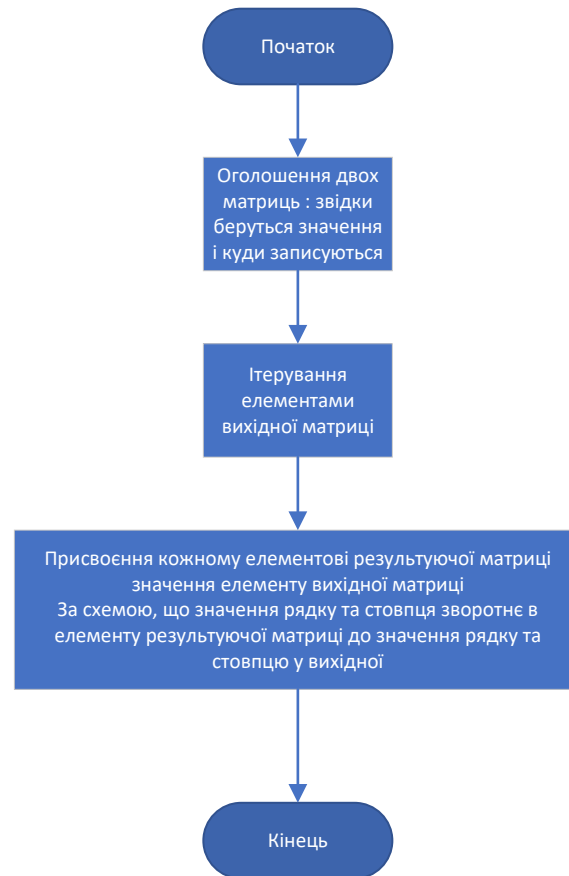 Початок
Оголошення двох
матриць : звідки
беруться значення
і куди записуються
Ітерування
елементами
вихідної матриці
Присвоєння кожному елементові результуючої матриці
значення елементу вихідної матриці
За схемою, що значення рядку та стовпця зворотнє в
елементу результуючої матриці до значення рядку та
стовпцю у вихідної
Кінець